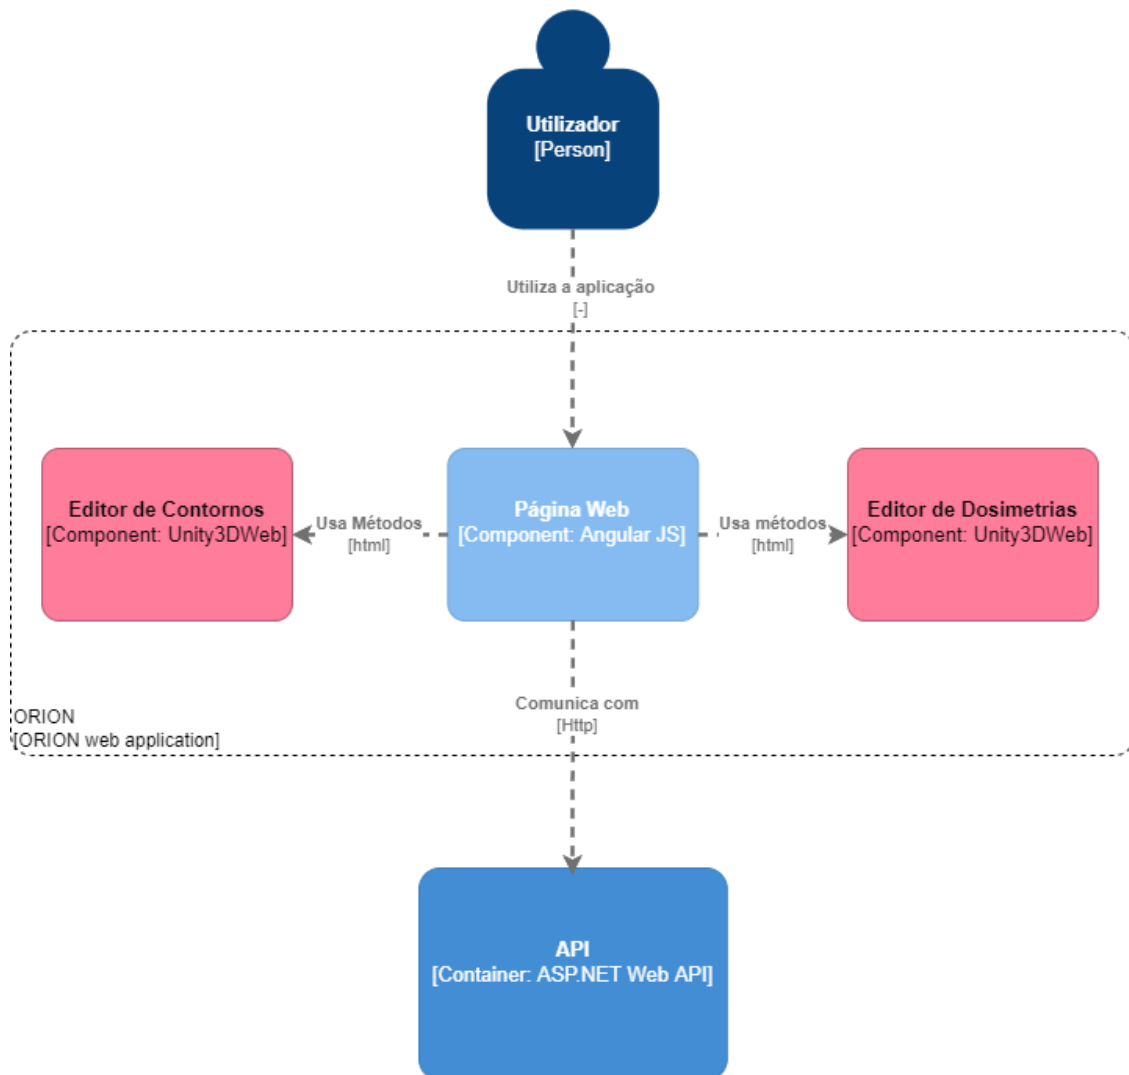 Utilizador
[Person]
Utiliza a aplicação
[-]
Editor de Contornos
[Component: Unity3DWeb]
Usa Métodos
[html]
Página Web
[Component: Angular JS]
Usa métodos
[html]
Editor de Dosimetrias
[Component: Unity3DWeb]
Comunica com
[Http]
ORION
[ORION web application]
API
[Container: ASP.NET Web API]